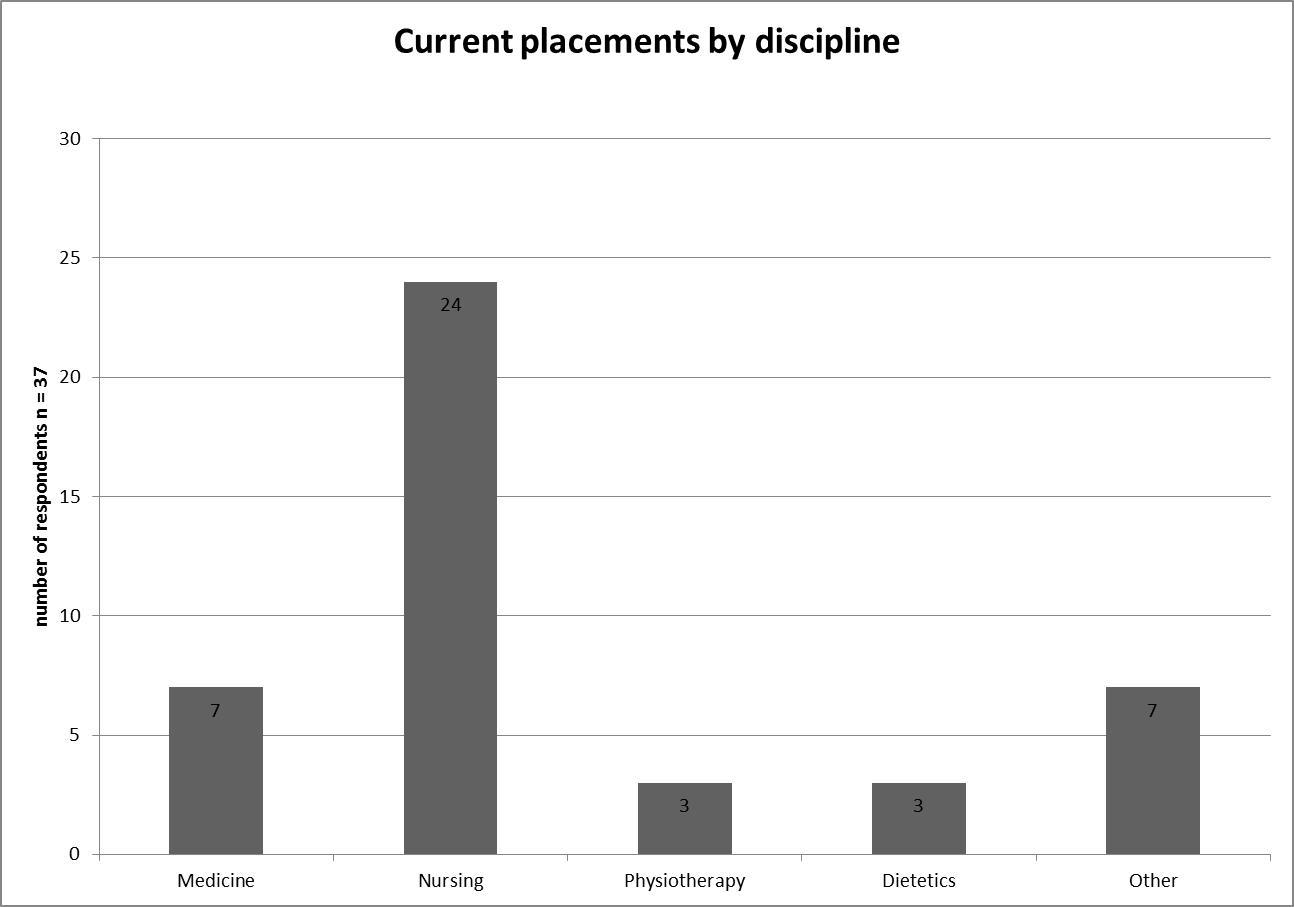 Current placements by discipline
number of respondents n = 37
30
25
20
15
10
5
0
7
24
3
3
7
Medicine
Nursing
Physiotherapy
Dietetics
Other